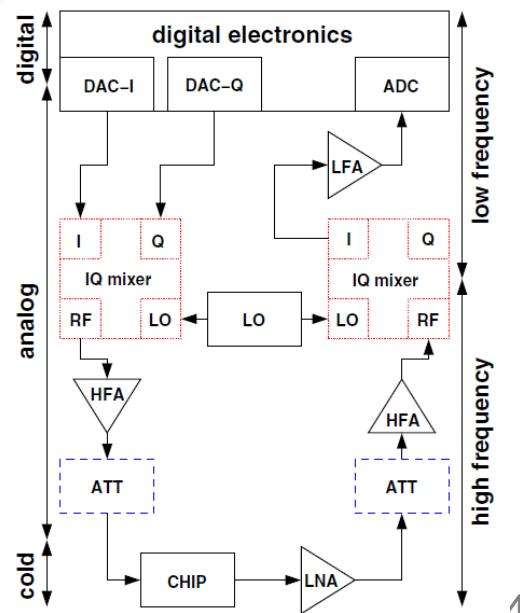 digital
digital electronics
DAC-I
DAC-Q
ADC
LFA
low frequency
I
Q
IQ mixer
RF
LO
LO
I
Q
IQ mixer
LO
RF
analog
HFA
HFA
ATT
ATT
high frequency
cold
CHIP
LNA